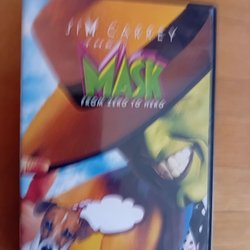 JIM CARREY
THE
MASK
FROM ZERO TO HERO